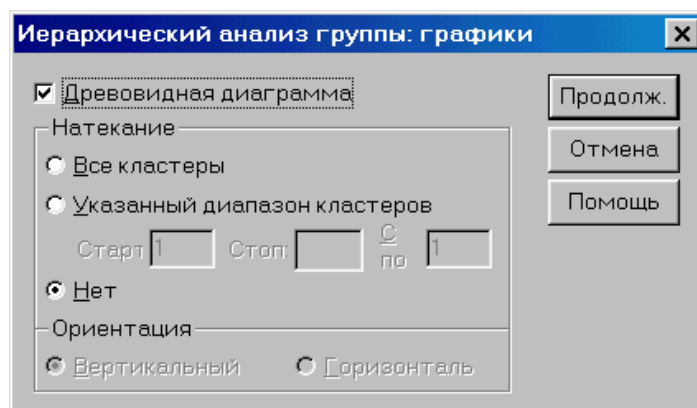 Иерархический анализ группы: графики
Древовидная диаграмма
Продолж.
Натекание
Отмена
Все кластеры
Указанный диапазон кластеров
Помощь
Старт 1 Стоп: С по 1
Нет
Ориентация
Вертикальный Горизонталь